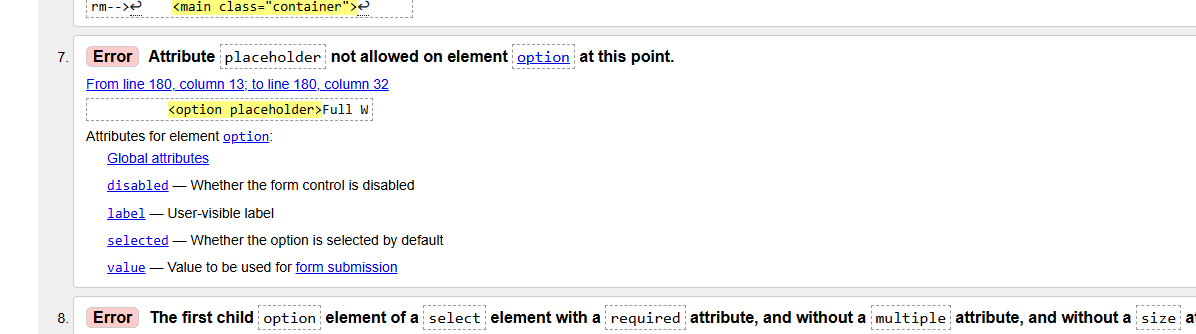 rm-->↩    <main class="container">↩
7. Error Attribute placeholder not allowed on element option at this point.
From line 180, column 13; to line 180, column 32
<option placeholder>Full W
Attributes for element option:
Global attributes
disabled — Whether the form control is disabled
label — User-visible label
selected — Whether the option is selected by default
value — Value to be used for form submission
8. Error The first child option element of a select element with a required attribute, and without a multiple attribute, and without a size